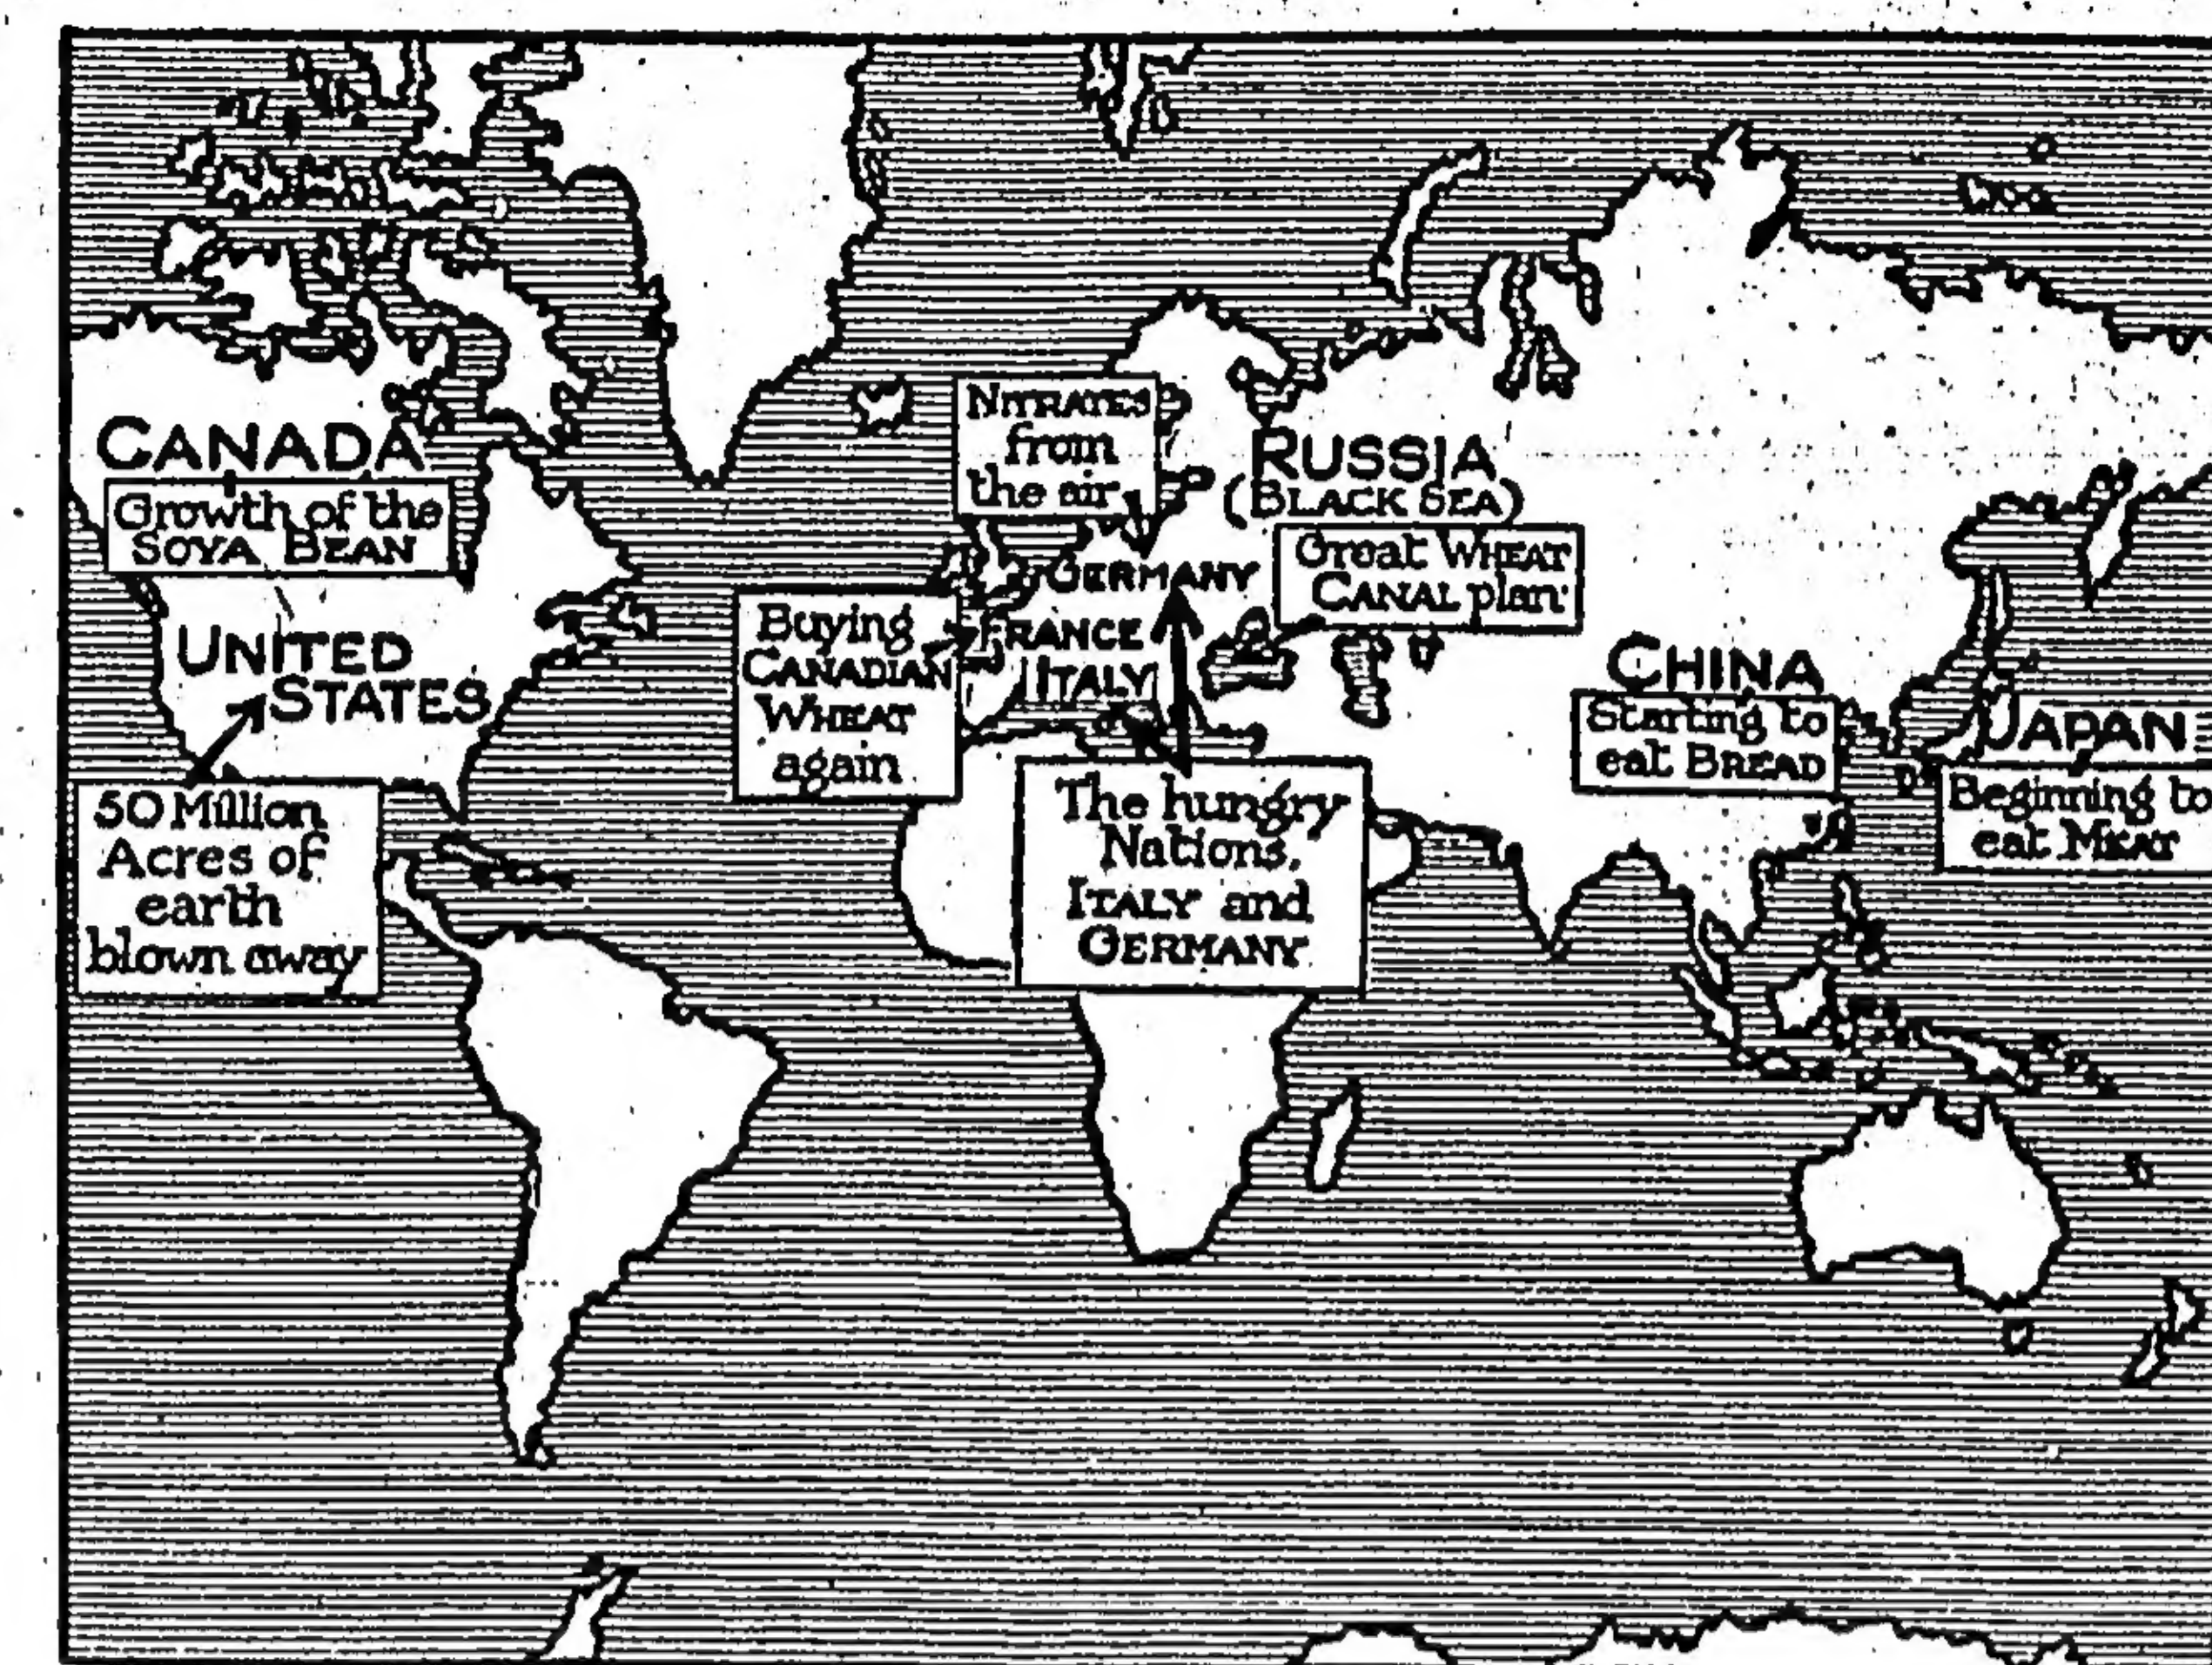 CANADA
Growth of the
SOYA BEAN
UNITED
STATES
50 Million
Acres of
earth
blown away
NITRATES
from
the air
GERMANY
Buying
CANADIAN
WHEAT
again
FRANCE
ITALY
The hungry
Nations,
ITALY and
GERMANY
RUSSIA
(BLACK SEA)
Great WHEAT
CANAL plan
CHINA
Starting to
eat BREAD
JAPAN
Beginning to
eat MEAT